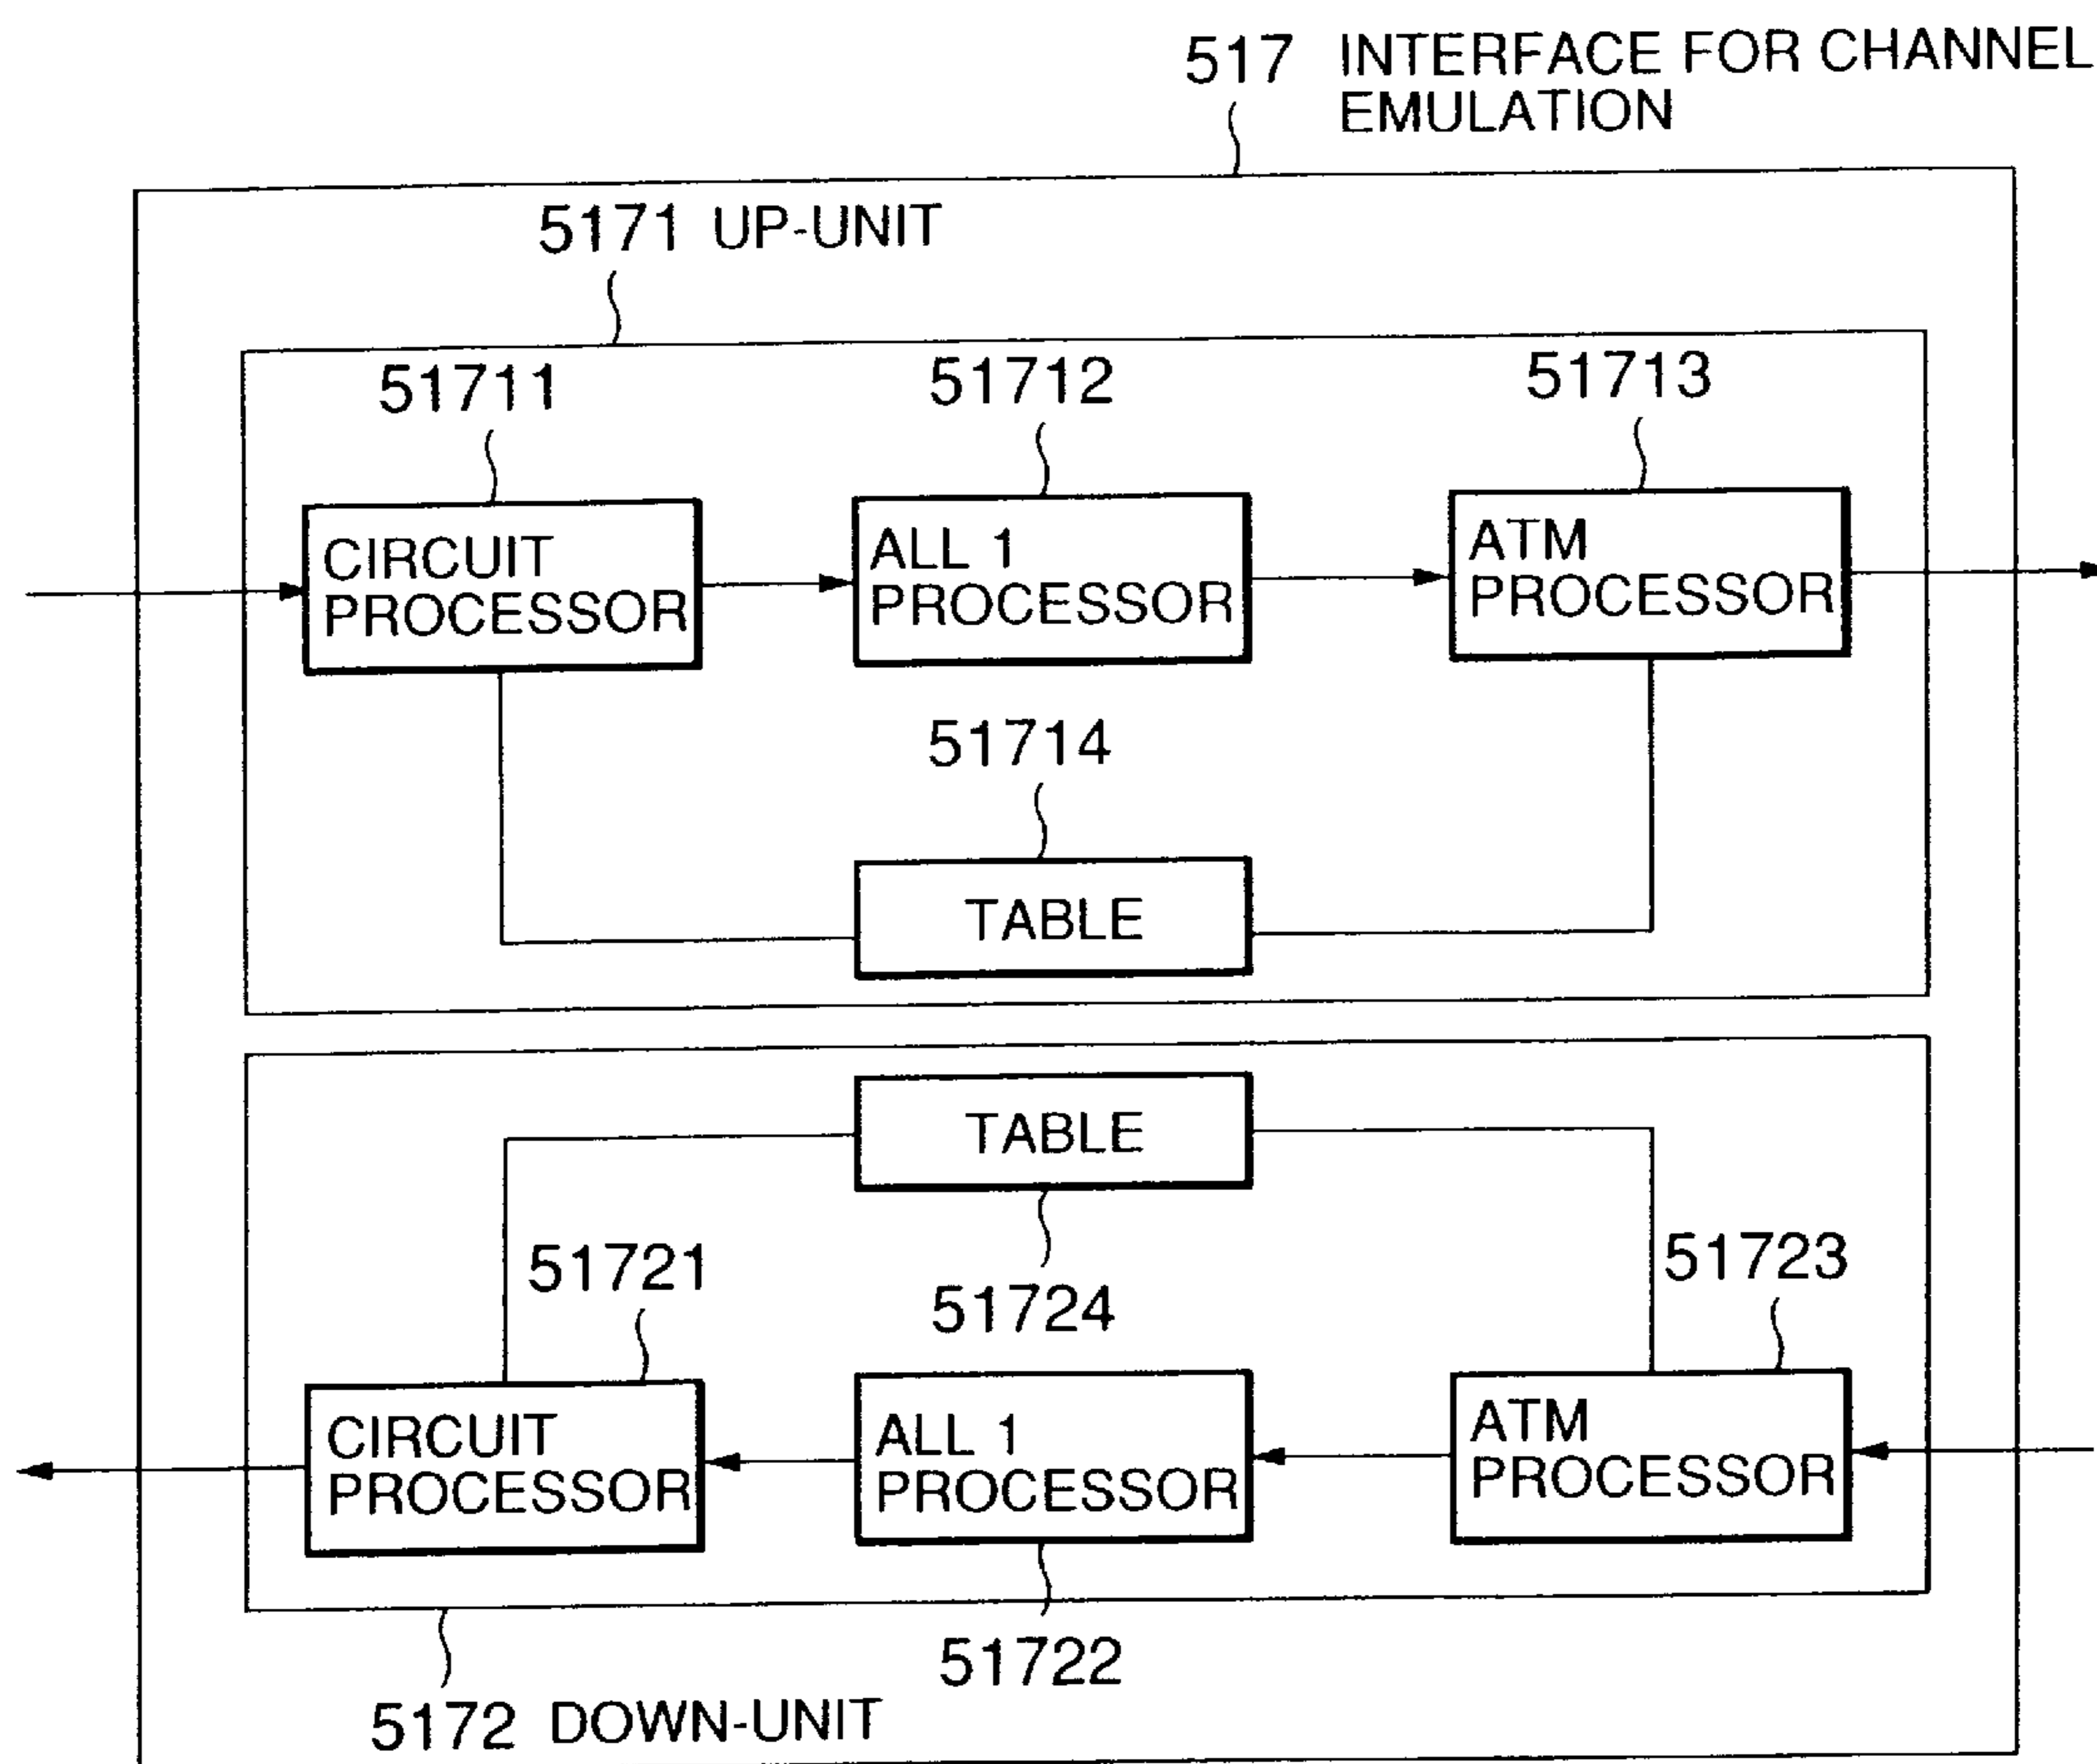 517 INTERFACE FOR CHANNEL
EMULATION
5171 UP-UNIT
51711
51712
51713
CIRCUIT
PROCESSOR
ALL 1
PROCESSOR
ATM
PROCESSOR
51714
TABLE
TABLE
51724
51721
51723
CIRCUIT
PROCESSOR
ALL 1
PROCESSOR
ATM
PROCESSOR
51722
5172 DOWN-UNIT